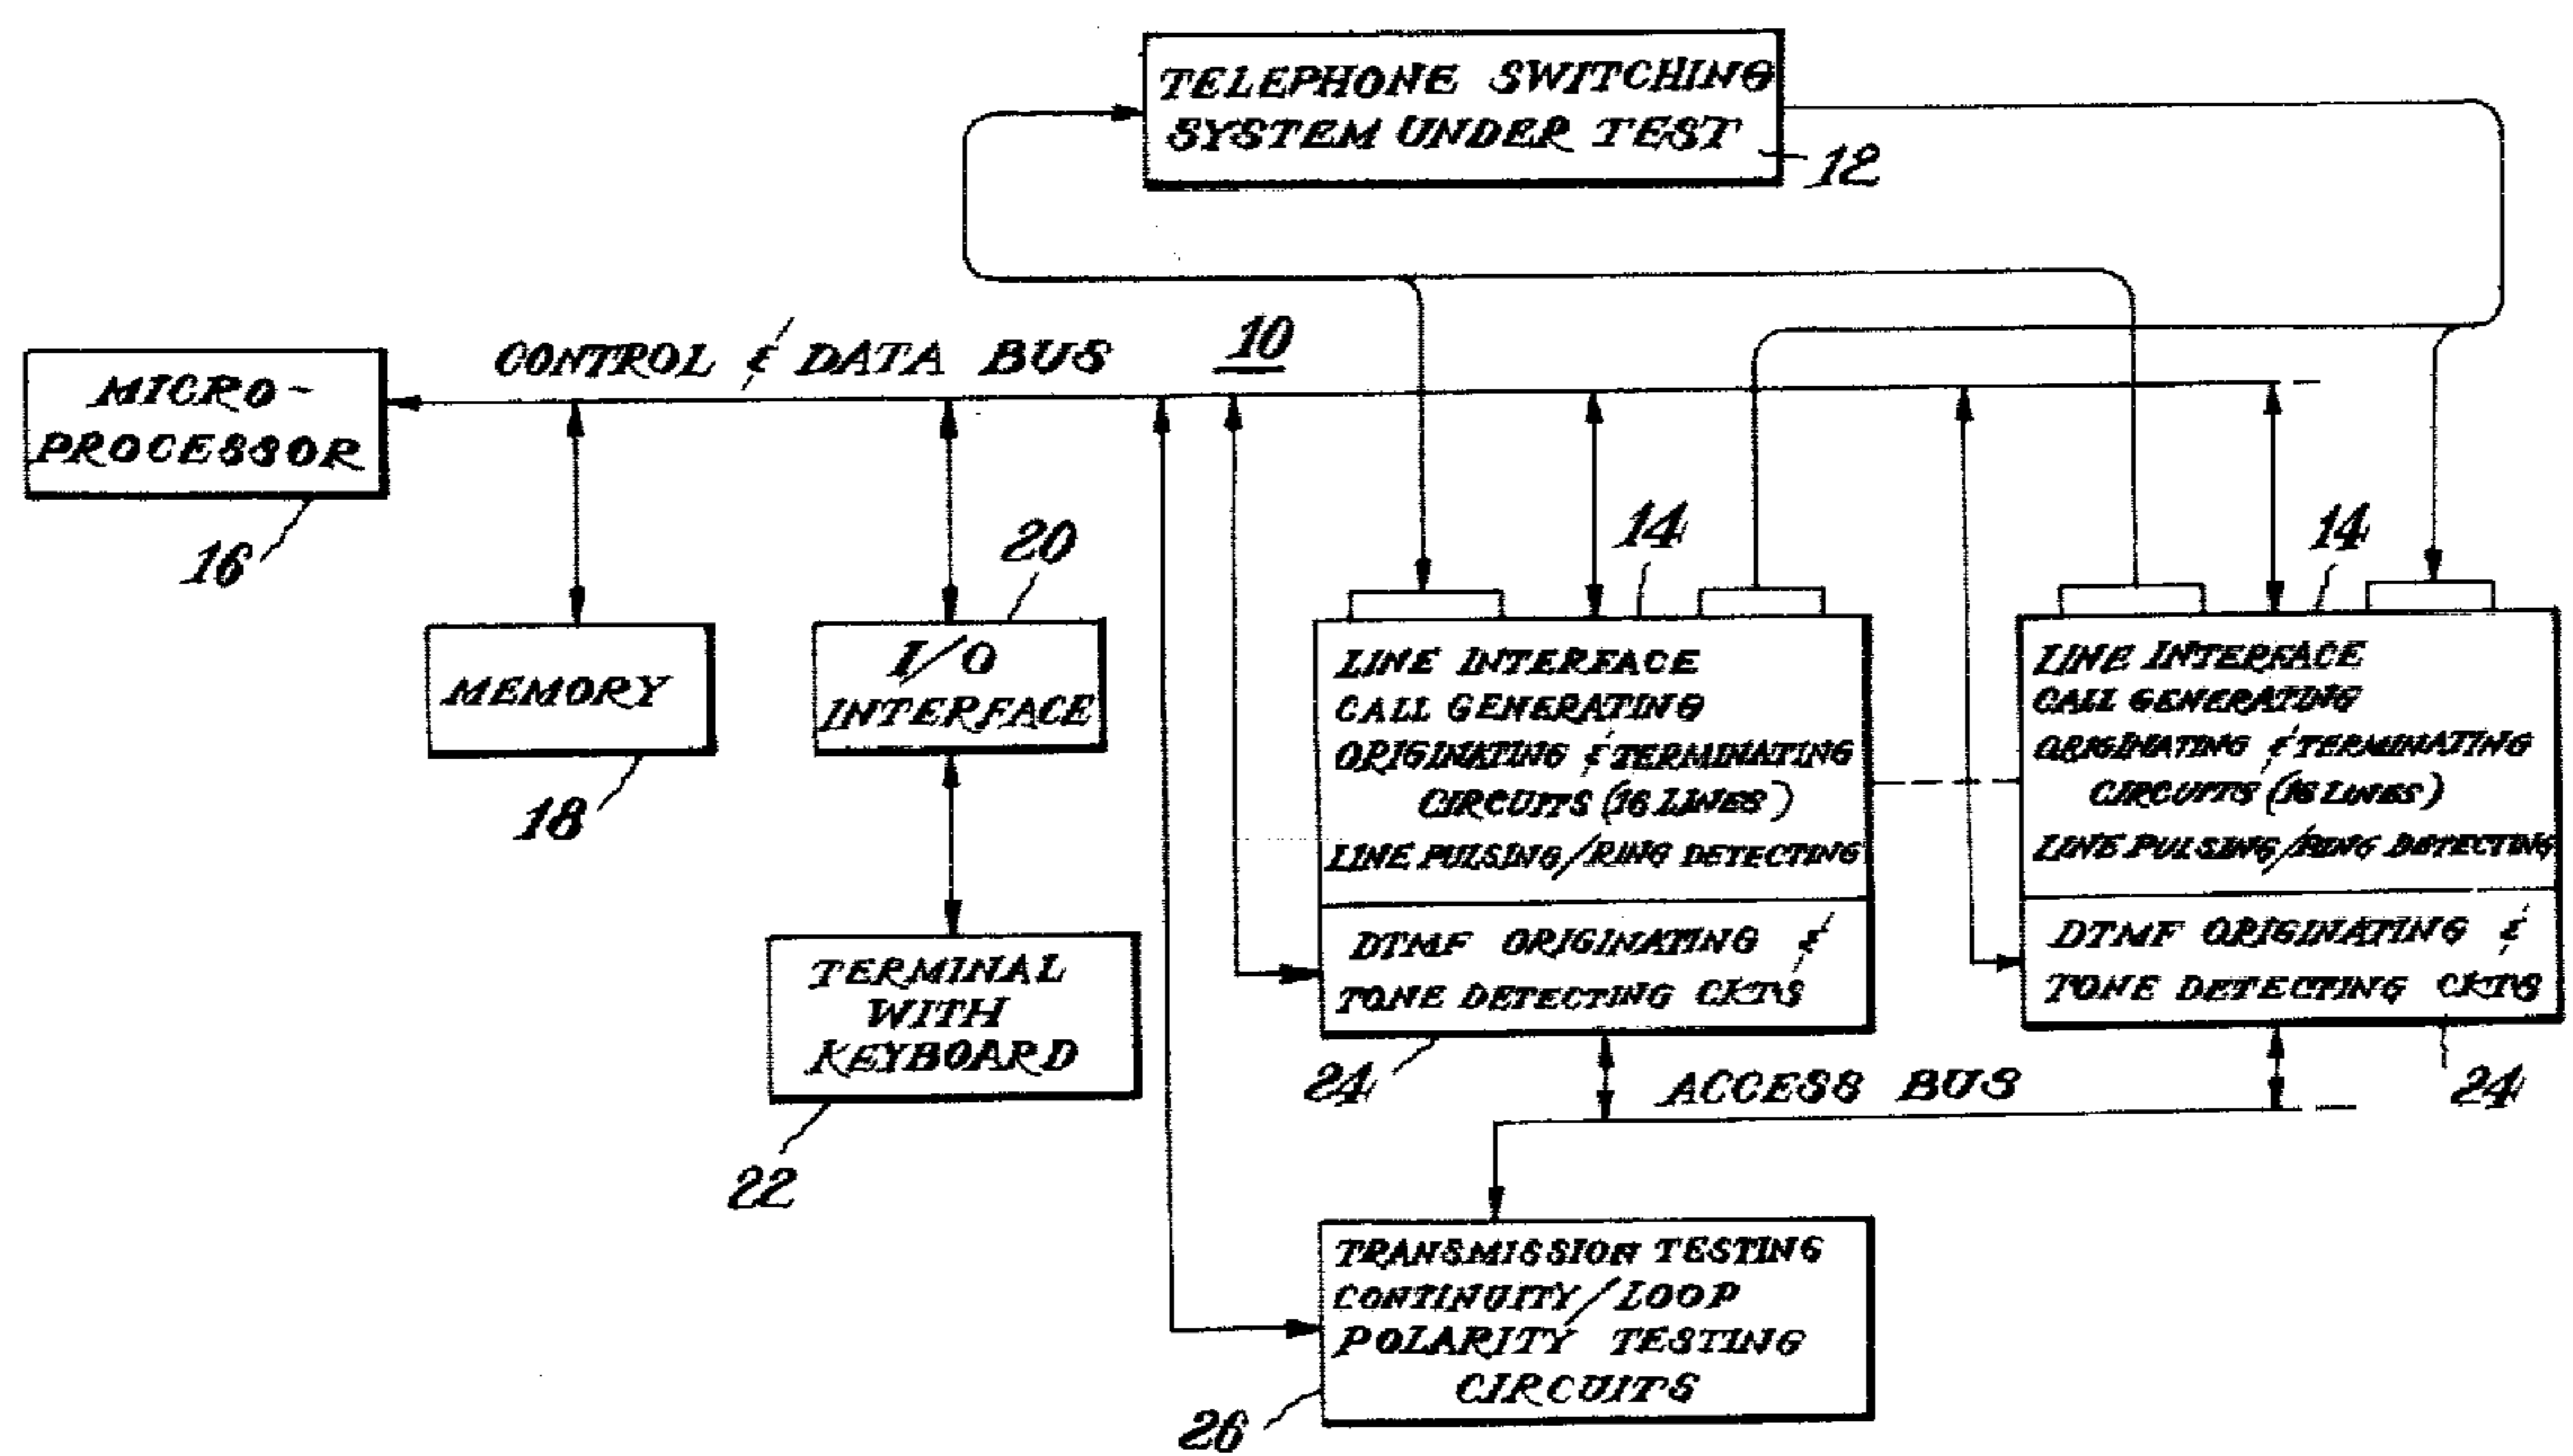 TELEPHONE SWITCHING
SYSTEM UNDER TEST
12
CONTROL & DATA BUS
10
MICRO-
PROCESSOR
16
MEMORY
18
20
I/O
INTERFACE
TERMINAL
WITH
KEYBOARD
22
14
LINE INTERFACE
CALL GENERATING
ORIGINATING & TERMINATING
CIRCUITS (16 LINES)
LINE PULSING/RING DETECTING
DTMF ORIGINATING &
TONE DETECTING CKTS
24
14
LINE INTERFACE
CALL GENERATING
ORIGINATING & TERMINATING
CIRCUITS (16 LINES)
LINE PULSING/RING DETECTING
DTMF ORIGINATING &
TONE DETECTING CKTS
24
ACCESS BUS
TRANSMISSION TESTING
CONTINUITY/LOOP
POLARITY TESTING
CIRCUITS
26